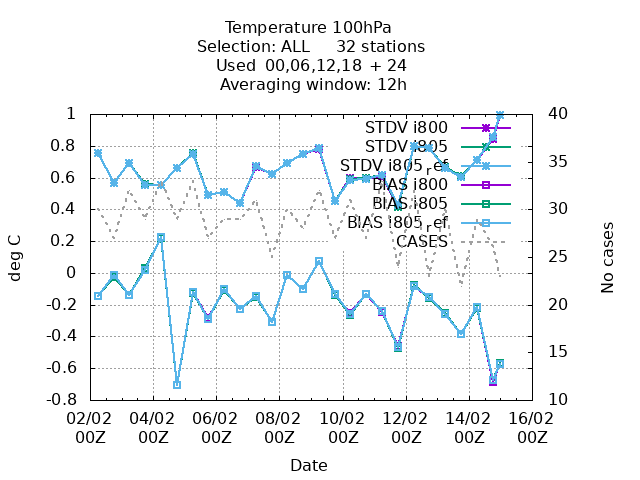 Temperature 100hPa
Selection: ALL     32 stations
Used 00,06,12,18 + 24
Averaging window: 12h
1
0.8
0.6
0.4
0.2
0
-0.2
-0.4
-0.6
-0.8
deg C
40
35
30
25
20
15
10
No cases
STDV i800
STDV i805
STDV i805_ref
BIAS i800
BIAS i805
BIAS i805_ref
CASES
02/02 04/02 06/02 08/02 10/02 12/02 14/02 16/02
00Z 00Z 00Z 00Z 00Z 00Z 00Z 00Z
Date